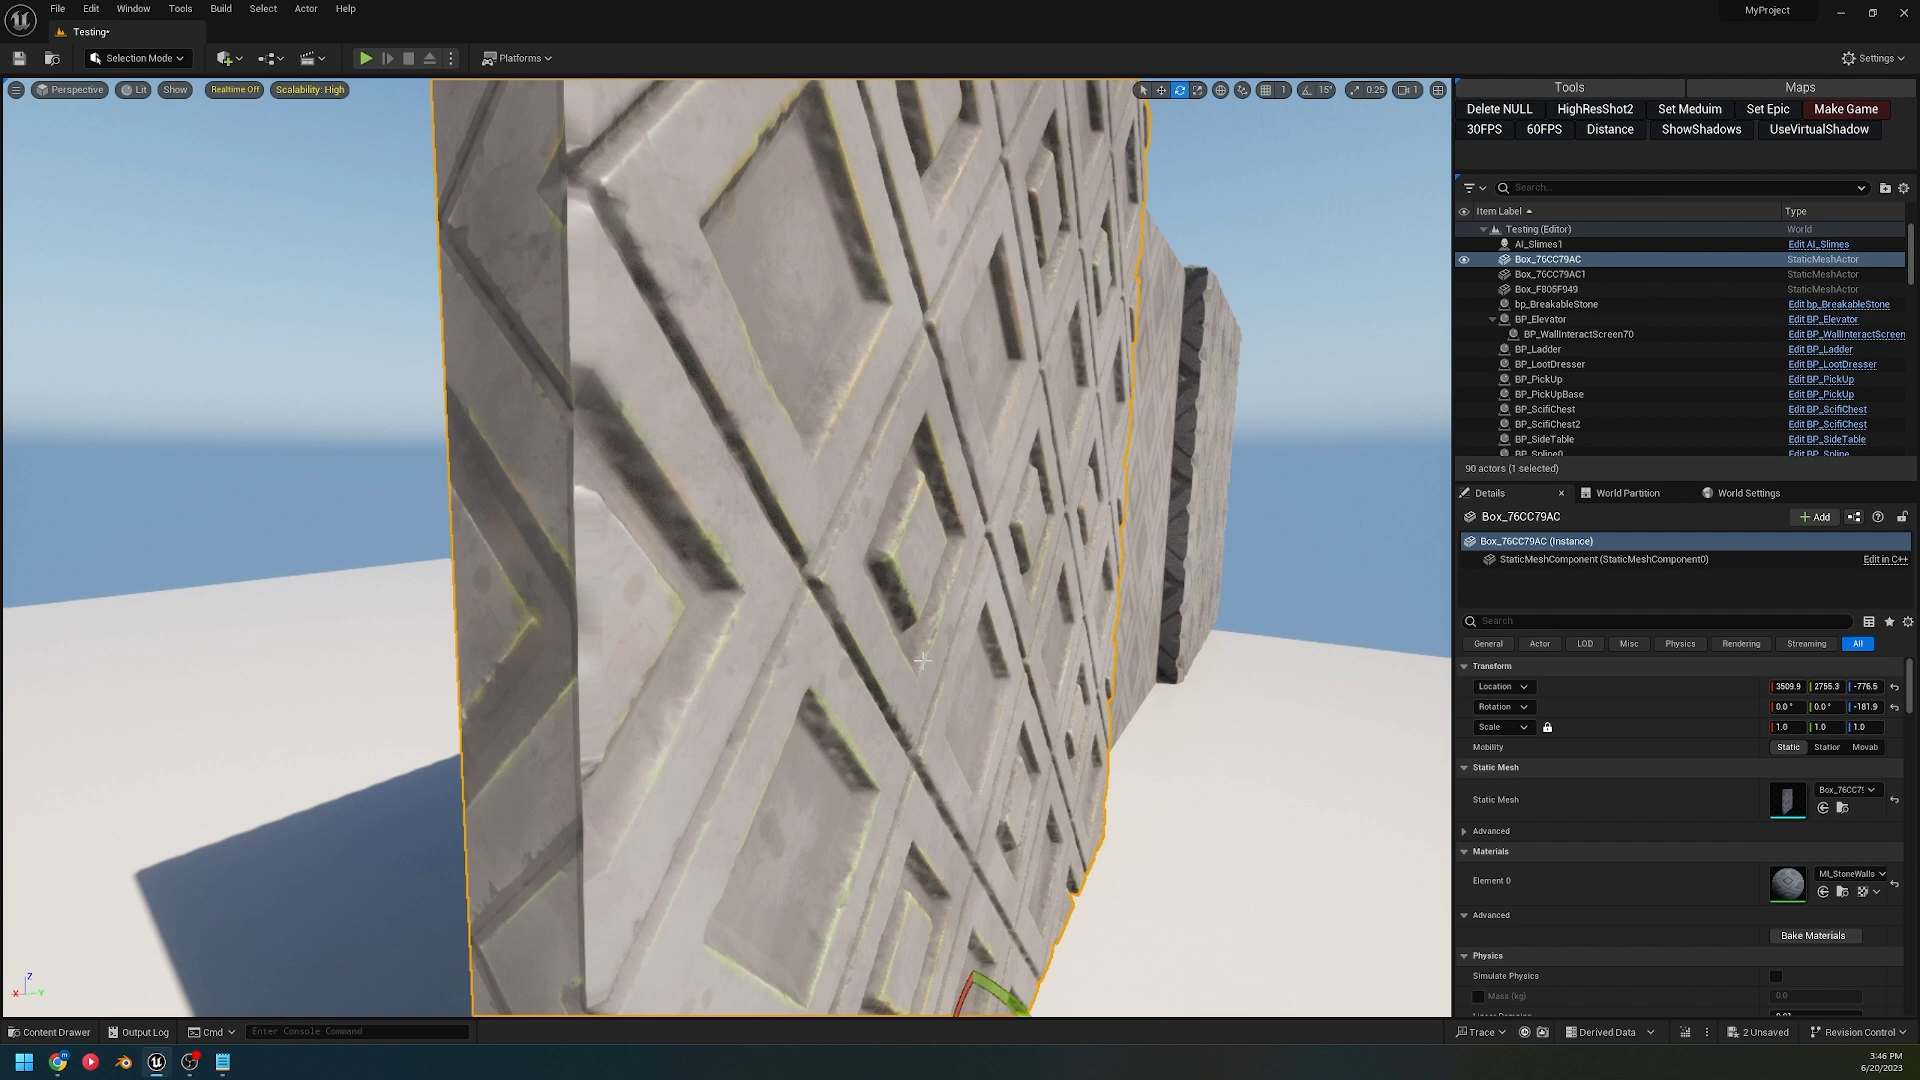 File Edit Window Tools Build Select Actor Help
MyProject
Testing*
Selection Mode
Platforms
Settings
Perspective Lit Show Realtime Off Scalability: High
1 15° 0.25 1
Tools Maps
Delete NULL HighResShot2 Set Meduim Set Epic Make Game
30FPS 60FPS Distance ShowShadows UseVirtualShadow
Search...
Item Label Type
Testing (Editor) World
AI_Slimes1 Edit AI_Slimes
Box_76CC79AC StaticMeshActor
Box_76CC79AC1 StaticMeshActor
Box_F805F949 StaticMeshActor
bp_BreakableStone Edit bp_BreakableStone
BP_Elevator Edit BP_Elevator
BP_WallInteractScreen70 Edit BP_WallInteractScreen
BP_Ladder Edit BP_Ladder
BP_LootDresser Edit BP_LootDresser
BP_PickUp Edit BP_PickUp
BP_PickUpBase Edit BP_PickUp
BP_ScifiChest Edit BP_ScifiChest
BP_ScifiChest2 Edit BP_ScifiChest
BP_SideTable Edit BP_SideTable
BP_Spline0 Edit BP_Spline
90 actors (1 selected)
Details World Partition World Settings
Box_76CC79AC Add
Box_76CC79AC (Instance)
StaticMeshComponent (StaticMeshComponent0) Edit in C++
Search
General Actor LOD Misc Physics Rendering Streaming All
Transform
Location 3509.9 2755.3 -776.5
Rotation 0.0° 0.0° -181.9
Scale 1.0 1.0 1.0
Mobility Static Station Movab
Static Mesh
Static Mesh Box_76CC79
Advanced
Materials
Element 0 MI_StoneWalls
Advanced
Bake Materials
Physics
Simulate Physics
Mass (kg) 0.0
Z
X Y
Content Drawer Output Log Cmd Enter Console Command
Trace Derived Data 2 Unsaved Revision Control
3:46 PM
6/20/2023